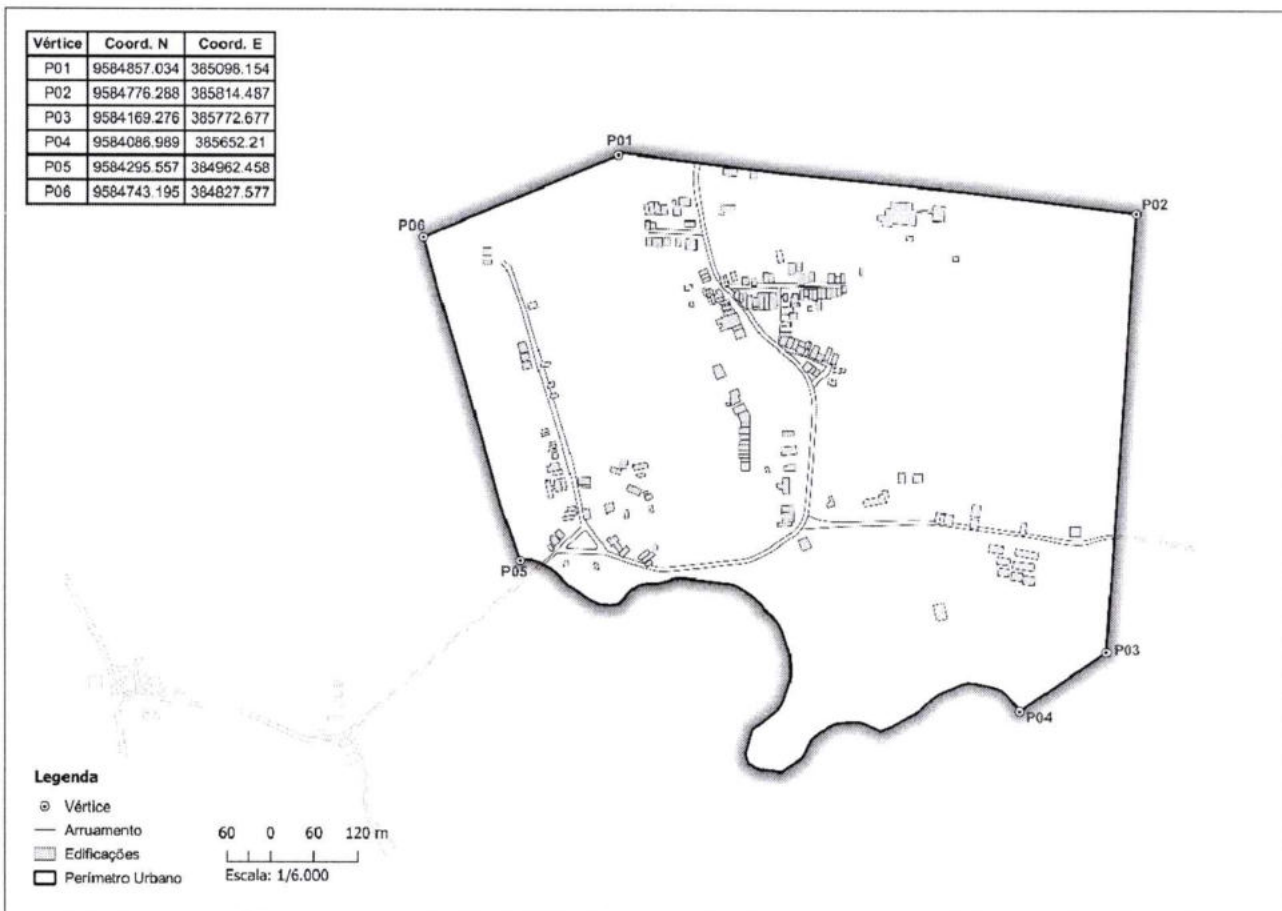 Vértice Coord. N Coord. E
P01 9584857.034 385098.154
P02 9584776.288 385814.487
P03 9584169.276 385772.677
P04 9584086.989 385652.21
P05 9584295.557 384962.458
P06 9584743.195 384827.577
P01
P02
P06
P05
P03
P04
Legenda
Vértice
Arruamento
Edificações
Perímetro Urbano
60 0 60 120 m
Escala: 1/6.000